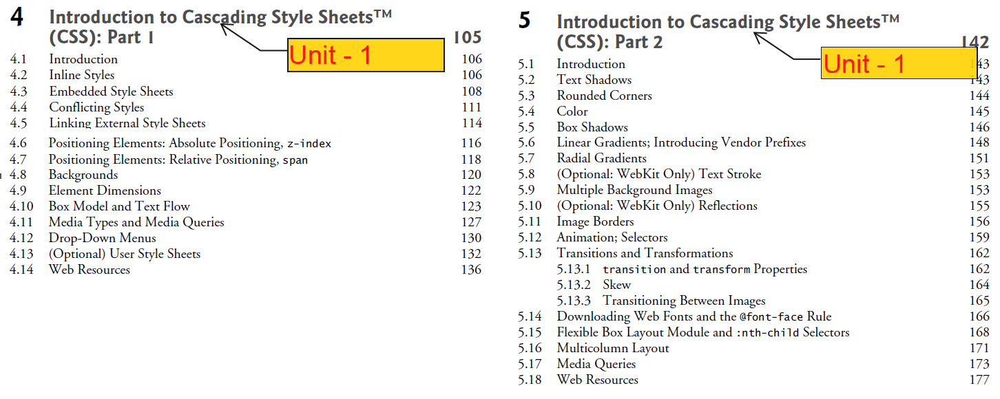 4 Introduction to Cascading Style Sheets™
(CSS): Part 1 105
Unit - 1
4.1 Introduction 106
4.2 Inline Styles 106
4.3 Embedded Style Sheets 108
4.4 Conflicting Styles 111
4.5 Linking External Style Sheets 114
4.6 Positioning Elements: Absolute Positioning, z-index 116
4.7 Positioning Elements: Relative Positioning, span 118
4.8 Backgrounds 120
4.9 Element Dimensions 122
4.10 Box Model and Text Flow 123
4.11 Media Types and Media Queries 127
4.12 Drop-Down Menus 130
4.13 (Optional) User Style Sheets 132
4.14 Web Resources 136
5 Introduction to Cascading Style Sheets™
(CSS): Part 2 142
Unit - 1
5.1 Introduction 143
5.2 Text Shadows 143
5.3 Rounded Corners 144
5.4 Color 145
5.5 Box Shadows 146
5.6 Linear Gradients; Introducing Vendor Prefixes 148
5.7 Radial Gradients 151
5.8 (Optional: WebKit Only) Text Stroke 153
5.9 Multiple Background Images 153
5.10 (Optional: WebKit Only) Reflections 155
5.11 Image Borders 156
5.12 Animation; Selectors 159
5.13 Transitions and Transformations 162
5.13.1 transition and transform Properties 162
5.13.2 Skew 164
5.13.3 Transitioning Between Images 165
5.14 Downloading Web Fonts and the @font-face Rule 166
5.15 Flexible Box Layout Module and :nth-child Selectors 168
5.16 Multicolumn Layout 171
5.17 Media Queries 173
5.18 Web Resources 177